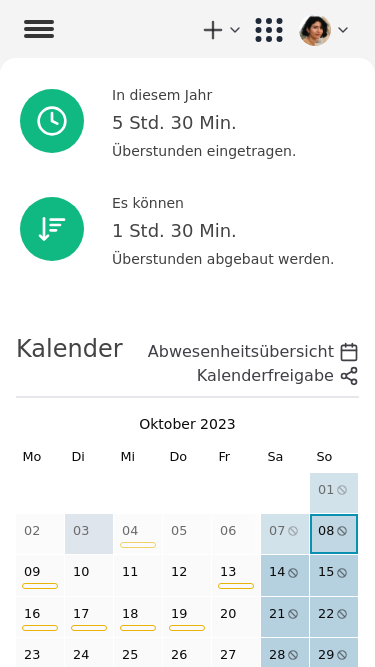 In diesem Jahr
5 Std. 30 Min.
Überstunden eingetragen.
Es können
1 Std. 30 Min.
Überstunden abgebaut werden.
Kalender
Abwesenheitsübersicht
Kalenderfreigabe
Oktober 2023
Mo Di Mi Do Fr Sa So
01
02 03 04 05 06 07 08
09 10 11 12 13 14 15
16 17 18 19 20 21 22
23 24 25 26 27 28 29